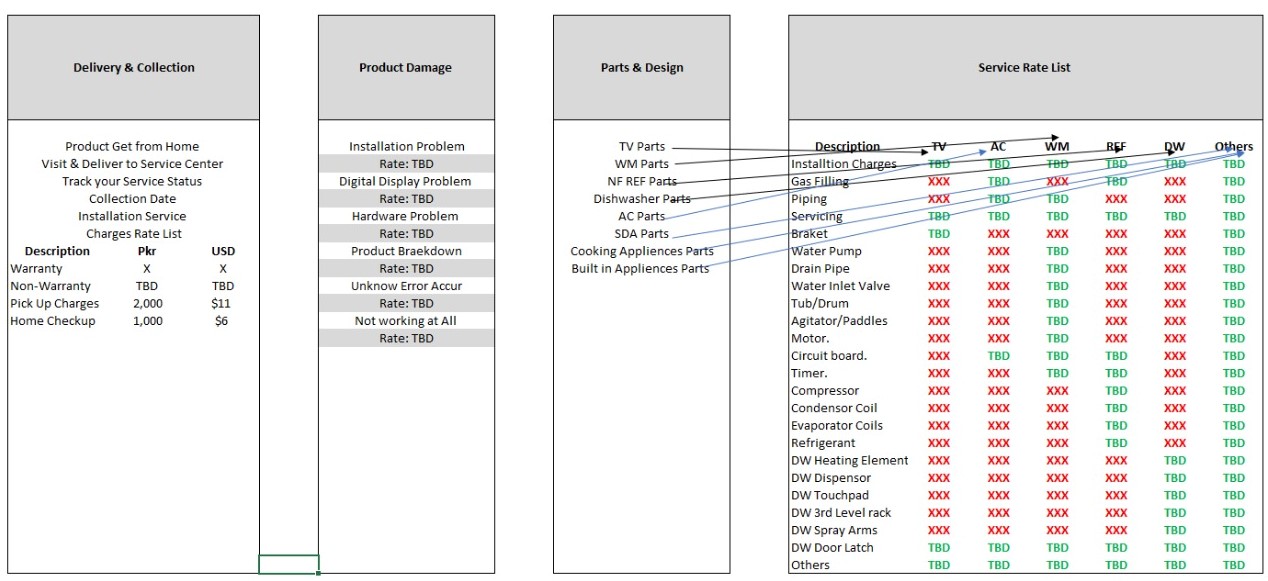 Delivery & Collection
Product Get from Home
Visit & Deliver to Service Center
Track your Service Status
Collection Date
Installation Service
Charges Rate List
Description Pkr USD
Warranty X X
Non-Warranty TBD TBD
Pick Up Charges 2,000 $11
Home Checkup 1,000 $6
Product Damage
Installation Problem
Rate: TBD
Digital Display Problem
Rate: TBD
Hardware Problem
Rate: TBD
Product Braekdown
Rate: TBD
Unknow Error Accur
Rate: TBD
Not working at All
Rate: TBD
Parts & Design
TV Parts
WM Parts
NF REF Parts
Dishwasher Parts
AC Parts
SDA Parts
Cooking Appliences Parts
Built in Appliences Parts
Service Rate List
Description TV AC WM REF DW Others
Installtion Charges TBD TBD TBD TBD TBD TBD
Gas Filling XXX TBD XXX TBD XXX TBD
Piping XXX TBD TBD XXX XXX TBD
Servicing TBD TBD TBD TBD TBD TBD
Braket TBD XXX XXX XXX XXX TBD
Water Pump XXX XXX TBD XXX XXX TBD
Drain Pipe XXX XXX TBD XXX XXX TBD
Water Inlet Valve XXX XXX TBD XXX XXX TBD
Tub/Drum XXX XXX TBD XXX XXX TBD
Agitator/Paddles XXX XXX TBD XXX XXX TBD
Motor. XXX XXX TBD XXX XXX TBD
Circuit board. XXX TBD TBD TBD XXX TBD
Timer. XXX XXX TBD TBD XXX TBD
Compressor XXX XXX XXX TBD XXX TBD
Condensor Coil XXX XXX XXX TBD XXX TBD
Evaporator Coils XXX XXX XXX TBD XXX TBD
Refrigerant XXX XXX XXX TBD XXX TBD
DW Heating Element XXX XXX XXX XXX TBD TBD
DW Dispensor XXX XXX XXX XXX TBD TBD
DW Touchpad XXX XXX XXX XXX TBD TBD
DW 3rd Level rack XXX XXX XXX XXX TBD TBD
DW Spray Arms XXX XXX XXX XXX TBD TBD
DW Door Latch TBD TBD TBD TBD TBD TBD
Others TBD TBD TBD TBD TBD TBD